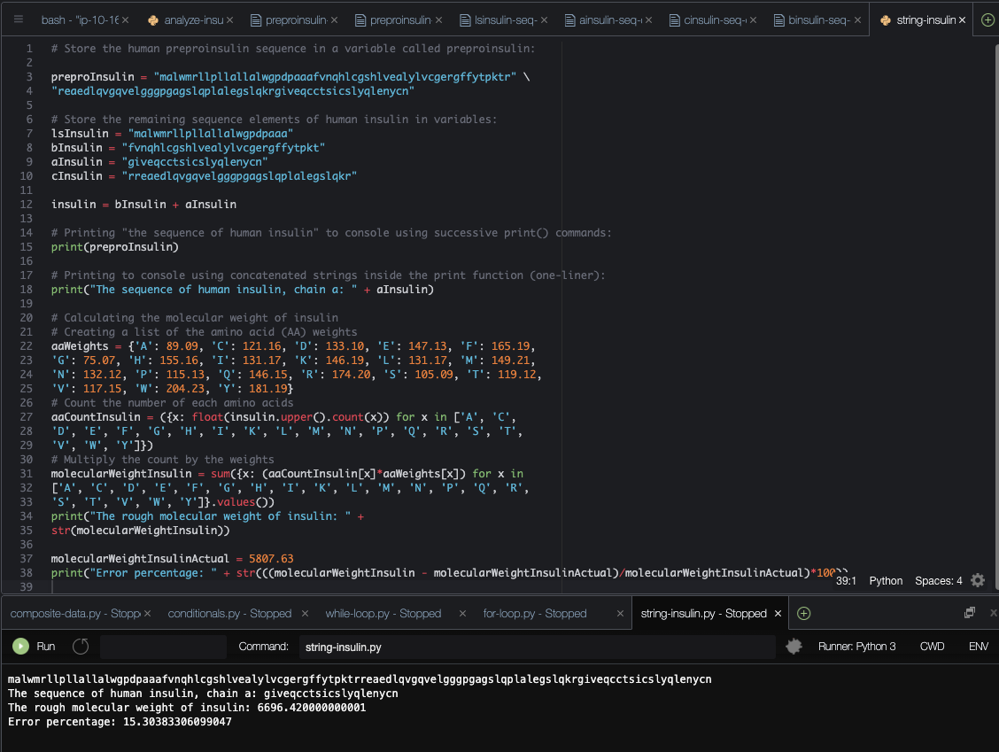 bash - "ip-10-16
analyze-insu
preproinsulin-
preproinsulin-
lsinsulin-seq-
ainsulin-seq-
cinsulin-seq-
binsulin-seq-
string-insulin
1 # Store the human preproinsulin sequence in a variable called preproinsulin:
2
3 preproInsulin = "malwmrllpllallalwgpdpaaafvnqhlcgshlvealylvcgergffytpktr" \
4 "reaedlqvgqvelgggpgagslqplalegslqkrgiveqcctsicslyqlenycn"
5
6 # Store the remaining sequence elements of human insulin in variables:
7 lsInsulin = "malwmrllpllallalwgpdpaaa"
8 bInsulin = "fvnqhlcgshlvealylvcgergffytpkt"
9 aInsulin = "giveqcctsicslyqlenycn"
10 cInsulin = "rreaedlqvgqvelgggpgagslqplalegslqkr"
11
12 insulin = bInsulin + aInsulin
13
14 # Printing "the sequence of human insulin" to console using successive print() commands:
15 print(preproInsulin)
16
17 # Printing to console using concatenated strings inside the print function (one-liner):
18 print("The sequence of human insulin, chain a: " + aInsulin)
19
20 # Calculating the molecular weight of insulin
21 # Creating a list of the amino acid (AA) weights
22 aaWeights = {'A': 89.09, 'C': 121.16, 'D': 133.10, 'E': 147.13, 'F': 165.19,
23 'G': 75.07, 'H': 155.16, 'I': 131.17, 'K': 146.19, 'L': 131.17, 'M': 149.21,
24 'N': 132.12, 'P': 115.13, 'Q': 146.15, 'R': 174.20, 'S': 105.09, 'T': 119.12,
25 'V': 117.15, 'W': 204.23, 'Y': 181.19}
26 # Count the number of each amino acids
27 aaCountInsulin = ({x: float(insulin.upper().count(x)) for x in ['A', 'C',
28 'D', 'E', 'F', 'G', 'H', 'I', 'K', 'L', 'M', 'N', 'P', 'Q', 'R', 'S', 'T',
29 'V', 'W', 'Y']})
30 # Multiply the count by the weights
31 molecularWeightInsulin = sum({x: (aaCountInsulin[x]*aaWeights[x]) for x in
32 ['A', 'C', 'D', 'E', 'F', 'G', 'H', 'I', 'K', 'L', 'M', 'N', 'P', 'Q', 'R',
33 'S', 'T', 'V', 'W', 'Y']}.values())
34 print("The rough molecular weight of insulin: " +
35 str(molecularWeightInsulin))
36
37 molecularWeightInsulinActual = 5807.63
38 print("Error percentage: " + str(((molecularWeightInsulin - molecularWeightInsulinActual)/molecularWeightInsulinActual)*100))
39
39:1 Python Spaces: 4
composite-data.py - Stopp
conditionals.py - Stopped
while-loop.py - Stopped
for-loop.py - Stopped
string-insulin.py - Stopped
Run Command: string-insulin.py Runner: Python 3 CWD ENV
malwmrllpllallalwgpdpaaafvnqhlcgshlvealylvcgergffytpktrreaedlqvgqvelgggpgagslqplalegslqkrgiveqcctsicslyqlenycn
The sequence of human insulin, chain a: giveqcctsicslyqlenycn
The rough molecular weight of insulin: 6696.420000000001
Error percentage: 15.30383306099047